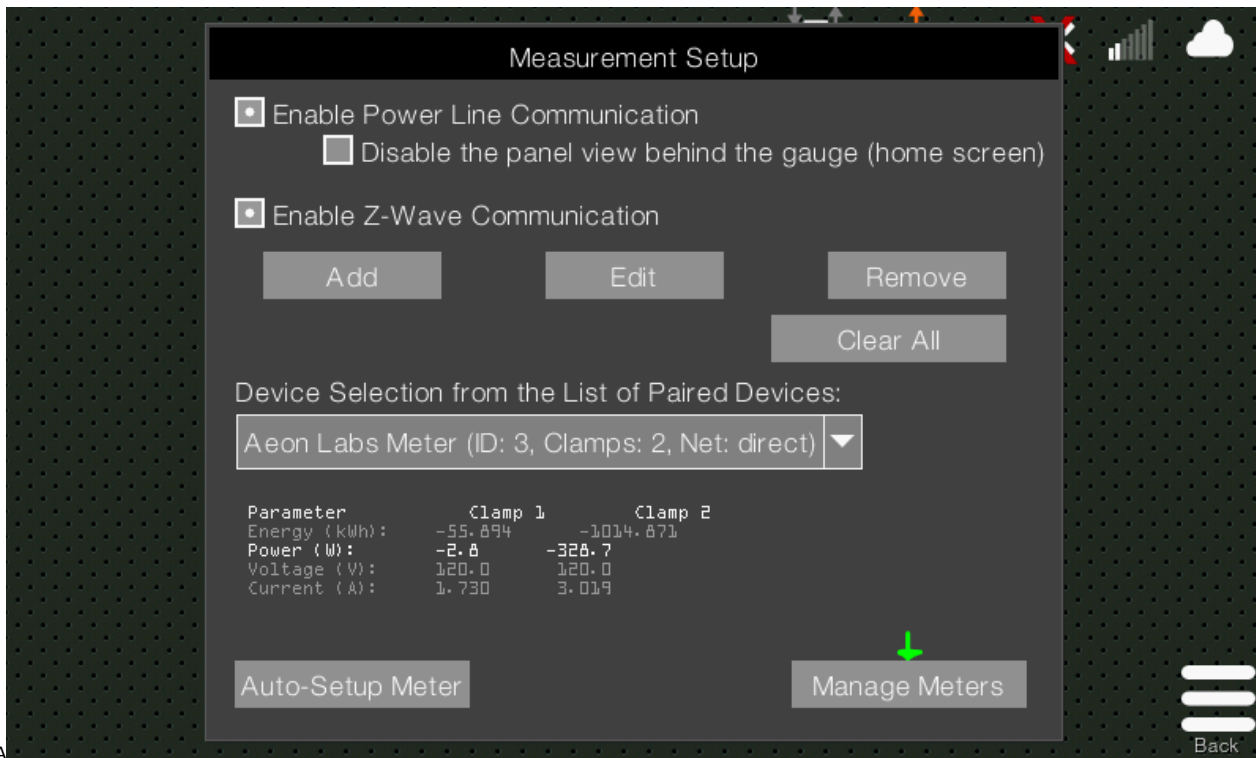 Measurement Setup
Enable Power Line Communication
Disable the panel view behind the gauge (home screen)
Enable Z-Wave Communication
Add Edit Remove
Clear All
Device Selection from the List of Paired Devices:
Aeon Labs Meter (ID: 3, Clamps: 2, Net: direct)
Parameter Clamp 1 Clamp 2
Energy (kWh): -55.894 -1014.871
Power (W): -2.8 -328.7
Voltage (V): 120.0 120.0
Current (A): 1.730 3.019
Auto-Setup Meter Manage Meters
Back
A